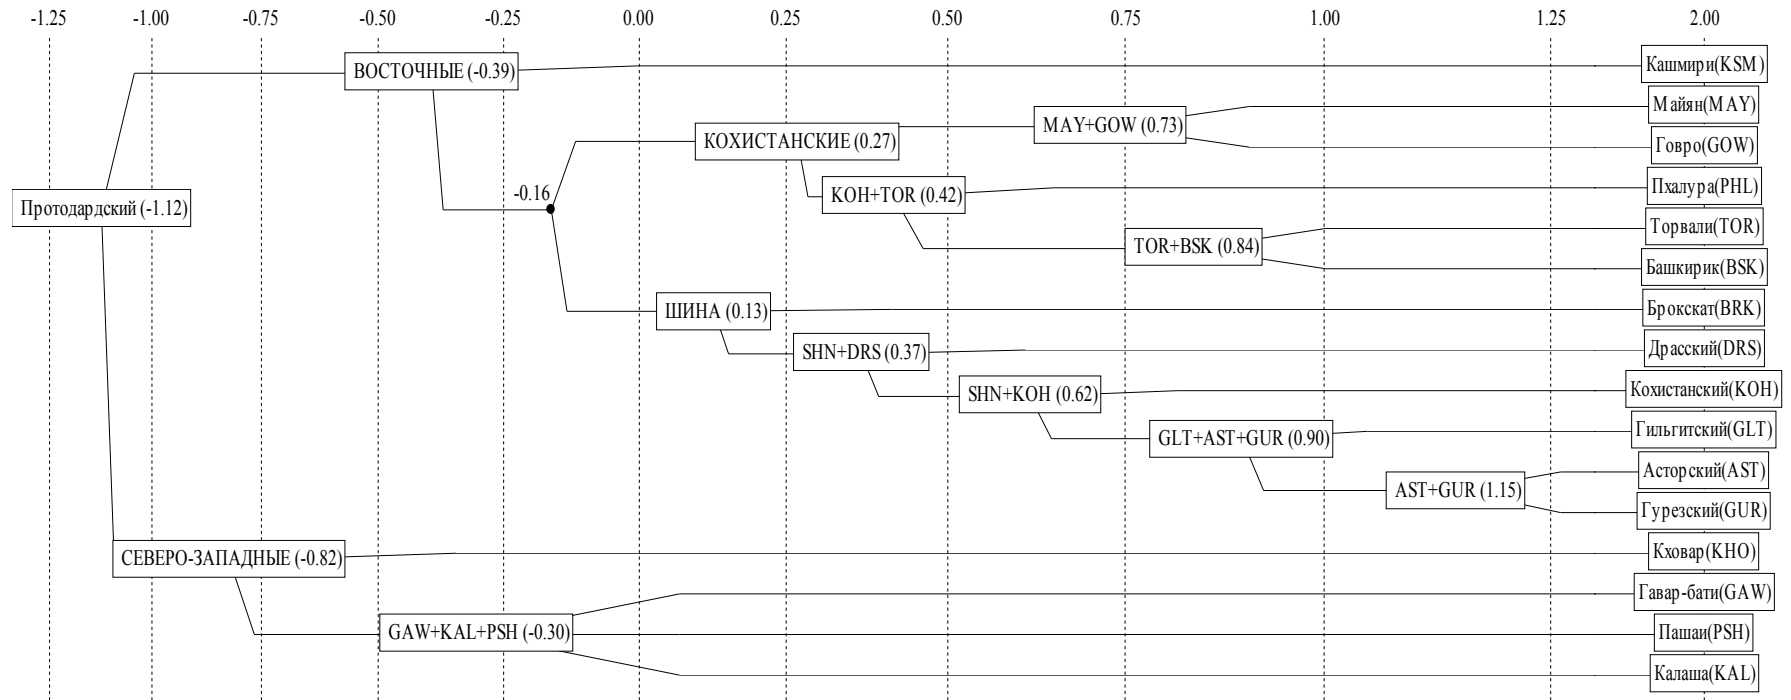 -1.25 -1.00 -0.75 -0.50 -0.25 0.00 0.25 0.50 0.75 1.00 1.25 2.00
Кашмири(KSM)
ВОСТОЧНЫЕ (-0.39)
Майян(MAY)
MAY+GOW (0.73)
КОХИСТАНСКИЕ (0.27)
Говро(GOW)
Пхалура(PHL)
-0.16
KOH+TOR (0.42)
Протодардский (-1.12)
Торвали(TOR)
TOR+BSK (0.84)
Башкирик(BSK)
Брокскат(BRK)
ШИНА (0.13)
Драсский(DRS)
SHN+DRS (0.37)
Кохистанский(KOH)
SHN+KOH (0.62)
Гильгитский(GLT)
GLT+AST+GUR (0.90)
Асторский(AST)
AST+GUR (1.15)
Гурезский(GUR)
Кховар(KHO)
СЕВЕРО-ЗАПАДНЫЕ (-0.82)
Гавар-бати(GAW)
GAW+KAL+PSH (-0.30)
Пашаи(PSH)
Калаша(KAL)